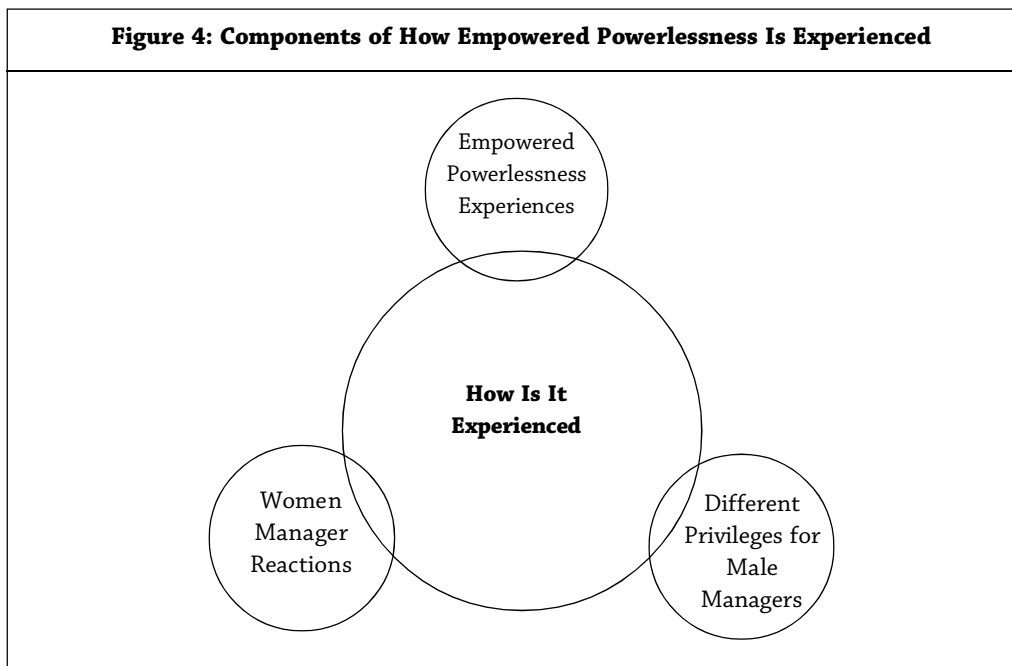 Figure 4: Components of How Empowered Powerlessness Is Experienced
Empowered
Powerlessness
Experiences
How Is It
Experienced
Women
Manager
Reactions
Different
Privileges for
Male
Managers